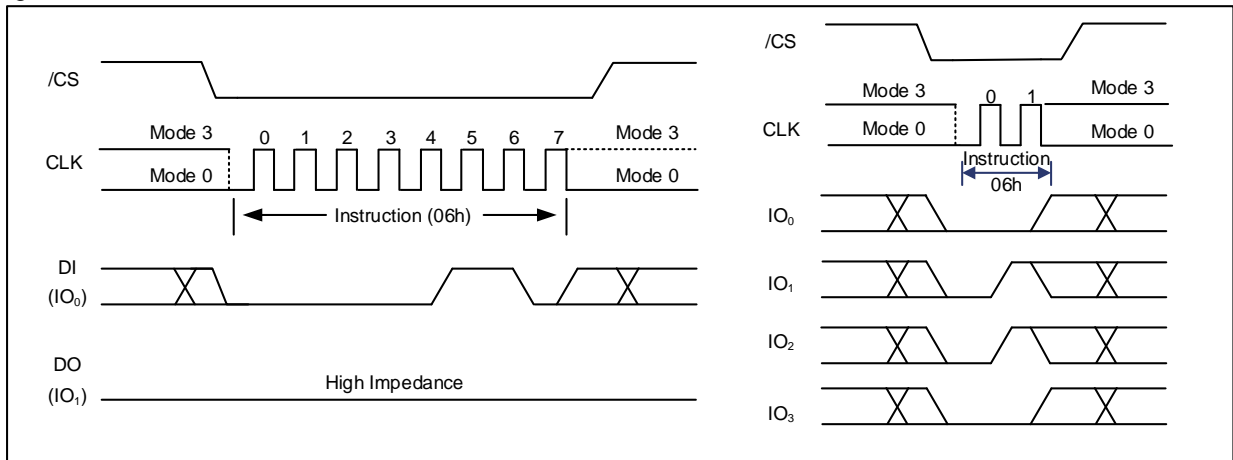 /CS
Mode 3 0 1 2 3 4 5 6 7 Mode 3
CLK
Mode 0 Mode 0
Instruction (06h)
DI
(IO0)
DO
(IO1)
High Impedance
/CS
Mode 3 0 1 Mode 3
CLK
Mode 0 Mode 0
Instruction
06h
IO0
IO1
IO2
IO3